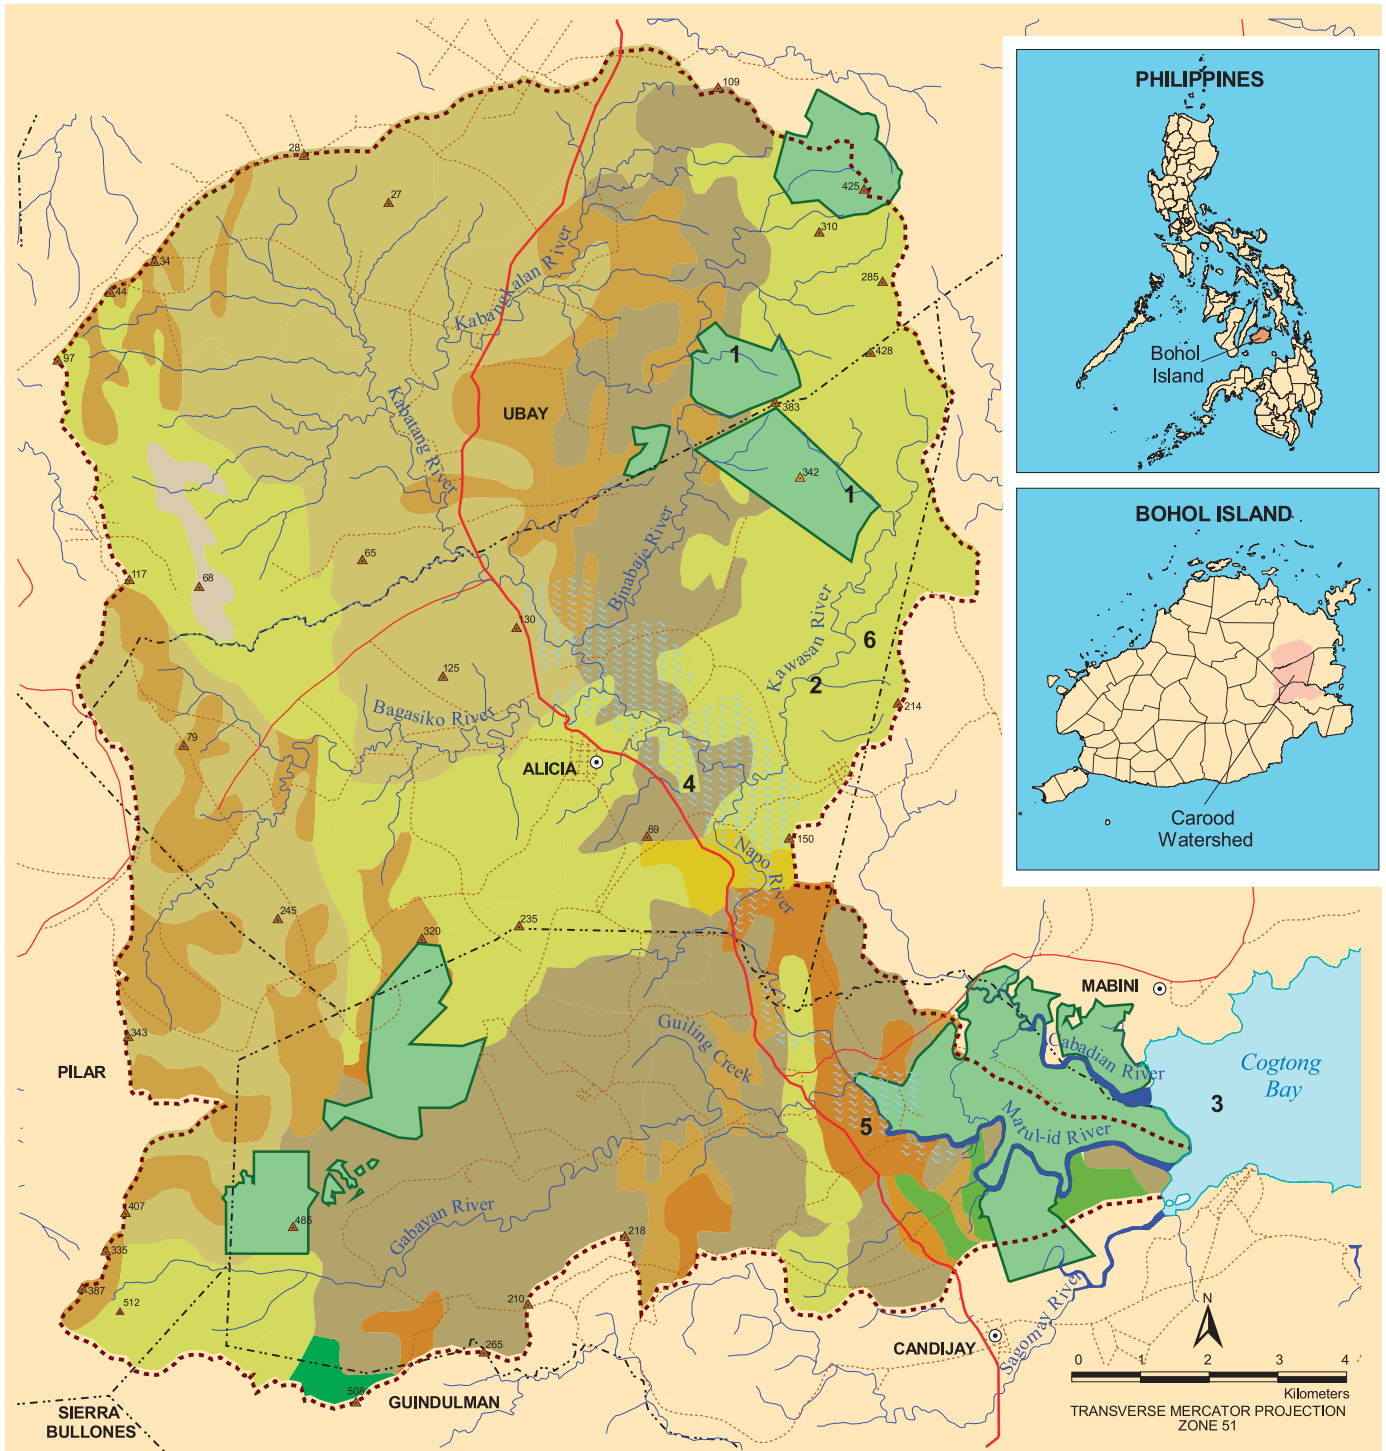 PHILIPPINES
Bohol
Island
BOHOL ISLAND
Carood
Watershed
109
28
27
425
310
34
285
44
Kabangkalan River
97
1
428
383
UBAY
Kabatang River
342
1
Binabaje River
65
117
68
130
Kawasan River
6
125
2
Bagasiko River
214
79
ALICIA
4
69
150
Napo
River
245
235
320
MABINI
343
Guiling Creek
Cabadian River
Cogtong
Bay
PILAR
3
Matul-id River
5
407
485
Gabayan River
218
335
387
512
210
Sagomay River
N
r.
265
CANDIJAY
508
GUINDULMAN
SIERRA
BULLONES
0 1 2 3 4
Kilometers
TRANSVERSE MERCATOR PROJECTION
ZONE 51